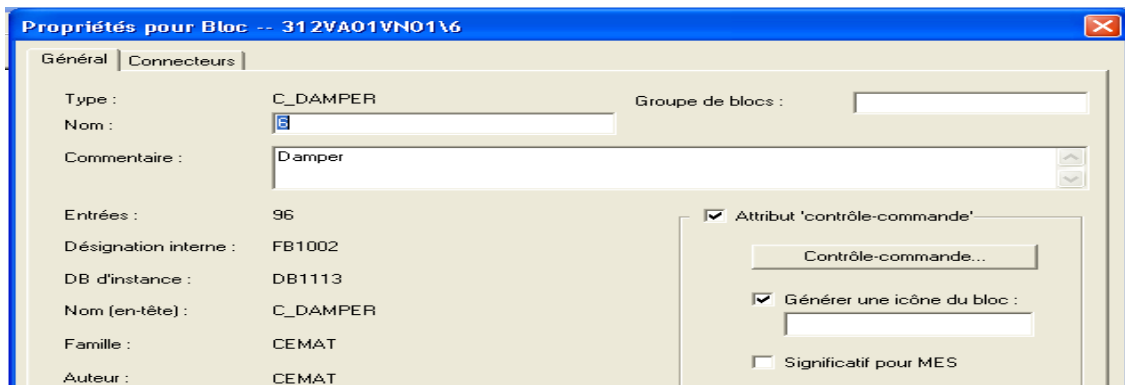 Propriétés pour Bloc -- 312VA01VN01\6
Général Connecteurs
Type : C_DAMPER Groupe de blocs :
Nom : 6
Commentaire : Damper
Entrées : 96 Attribut 'contrôle-commande'
Désignation interne : FB1002 Contrôle-commande...
DB d'instance : DB1113
Générer une icône du bloc :
Nom (en-tête) : C_DAMPER
Famille : CEMAT
Significatif pour MES
Auteur : CEMAT